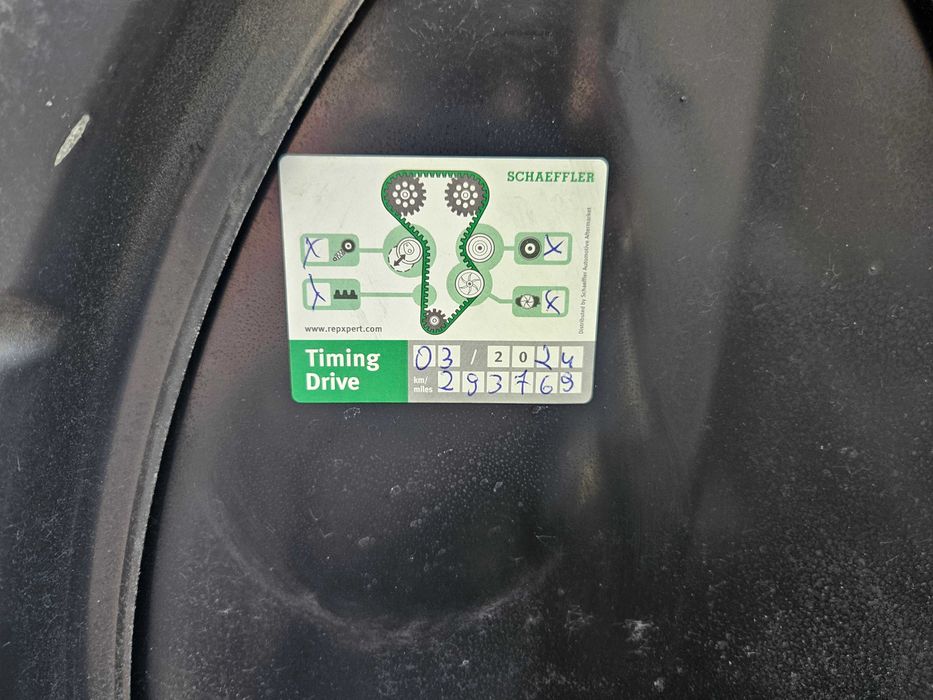 SCHAEFFLER
X
X
X
X
Distributed by Schaeffler Automotive Aftermarket
www.repxpert.com
Timing
Drive
03 / 2024
km/
miles
293769